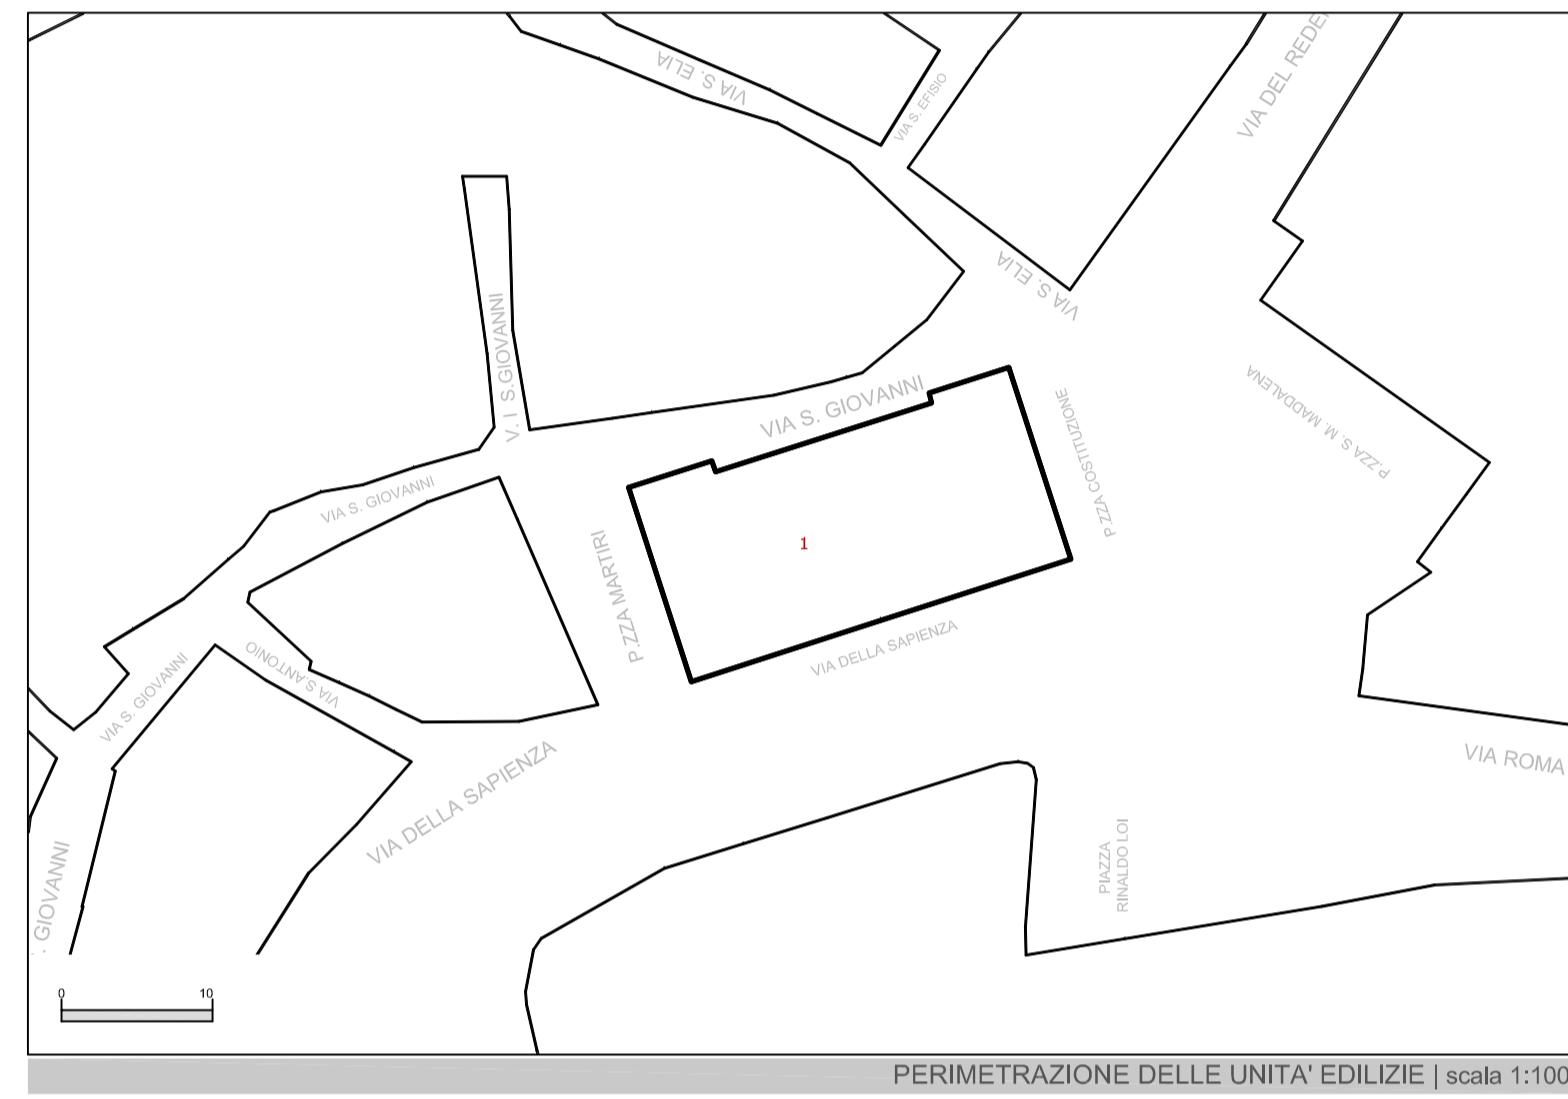 VIA S. ELIA
VIA S. EFISIO
VIA DEL REDE
VIA S. ELIA
V. I S.GIOVANNI
VIA S. GIOVANNI
P.ZZA COSTITUZIONE
P.ZZA S. M. MADDALENA
VIA S. GIOVANNI
1
P.ZZA MARTIRI
VIA DELLA SAPIENZA
VIA S.ANTONIO
VIA S. GIOVANNI
VIA DELLA SAPIENZA
VIA ROMA
PIAZZA
RINALDO LOI
. GIOVANNI
0 10
PERIMETRAZIONE DELLE UNITA' EDILIZIE | scala 1:100